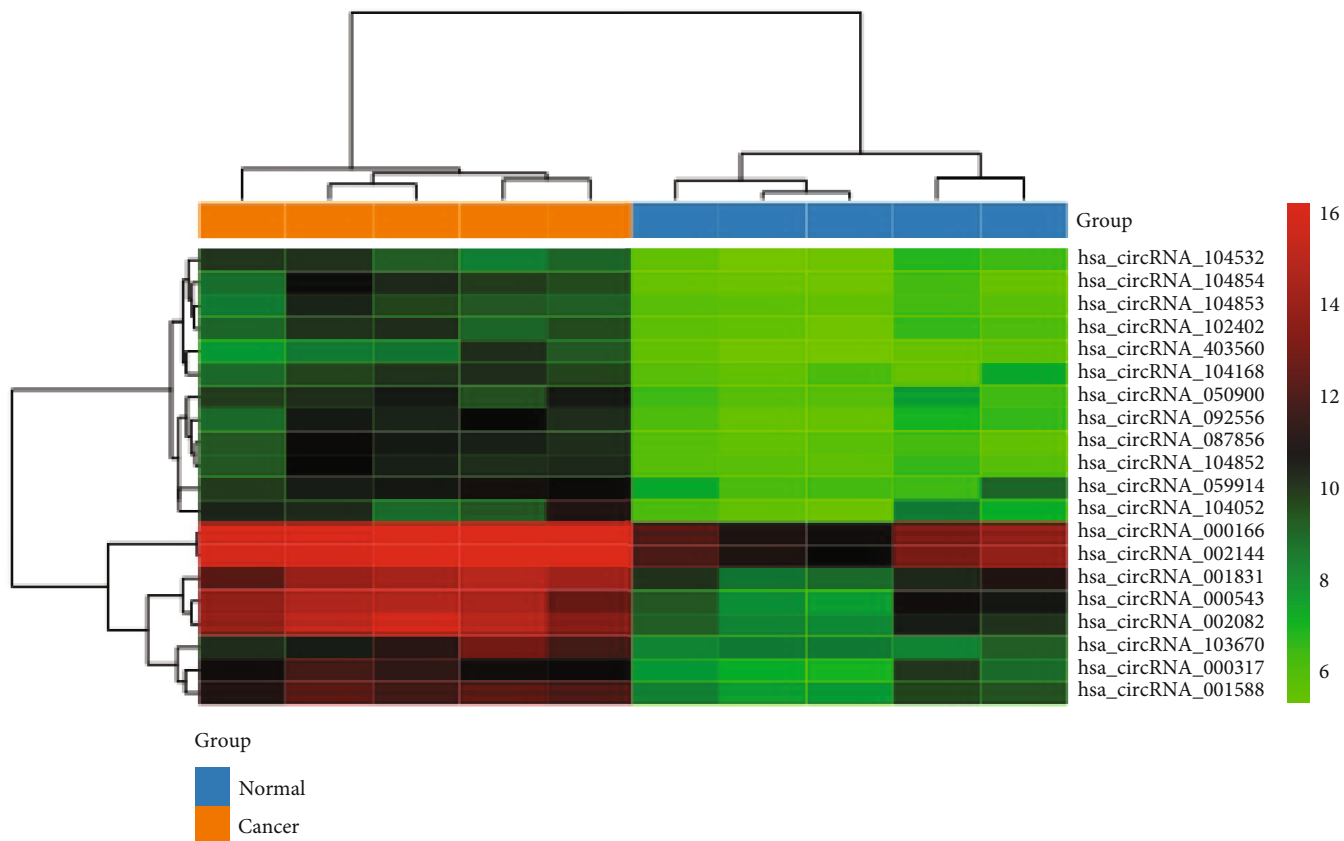 Group
16
hsa_circRNA_104532
hsa_circRNA_104854
hsa_circRNA_104853
14
hsa_circRNA_102402
hsa_circRNA_403560
hsa_circRNA_104168
hsa_circRNA_050900
12
hsa_circRNA_092556
hsa_circRNA_087856
hsa_circRNA_104852
hsa_circRNA_059914
10
hsa_circRNA_104052
hsa_circRNA_000166
hsa_circRNA_002144
hsa_circRNA_001831
8
hsa_circRNA_000543
hsa_circRNA_002082
hsa_circRNA_103670
hsa_circRNA_000317
6
hsa_circRNA_001588
Group
Normal
Cancer